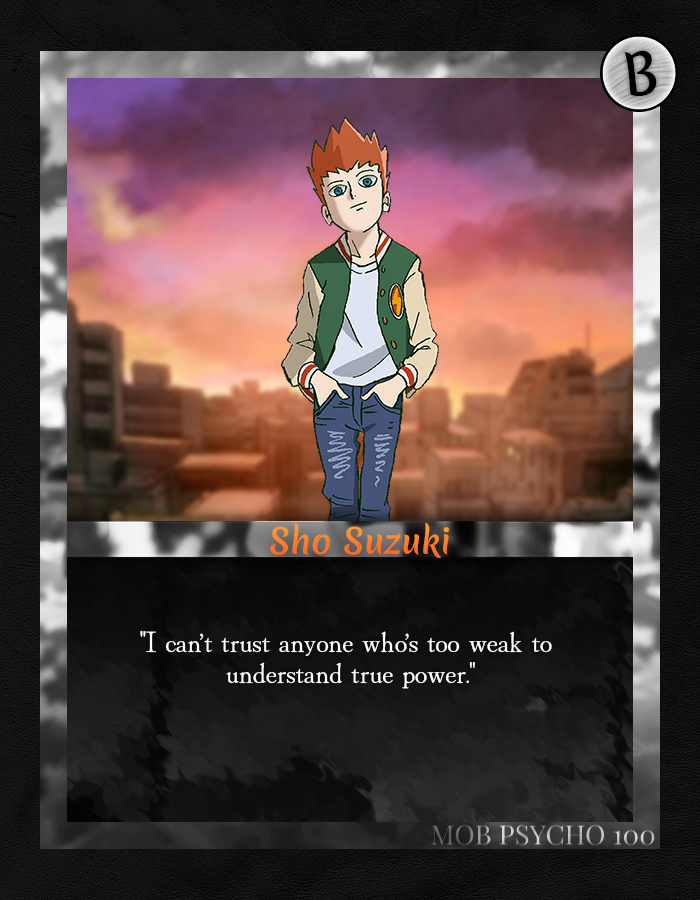 B
Sho Suzuki
"I can't trust anyone who's too weak to
understand true power."
MOB PSYCHO 100